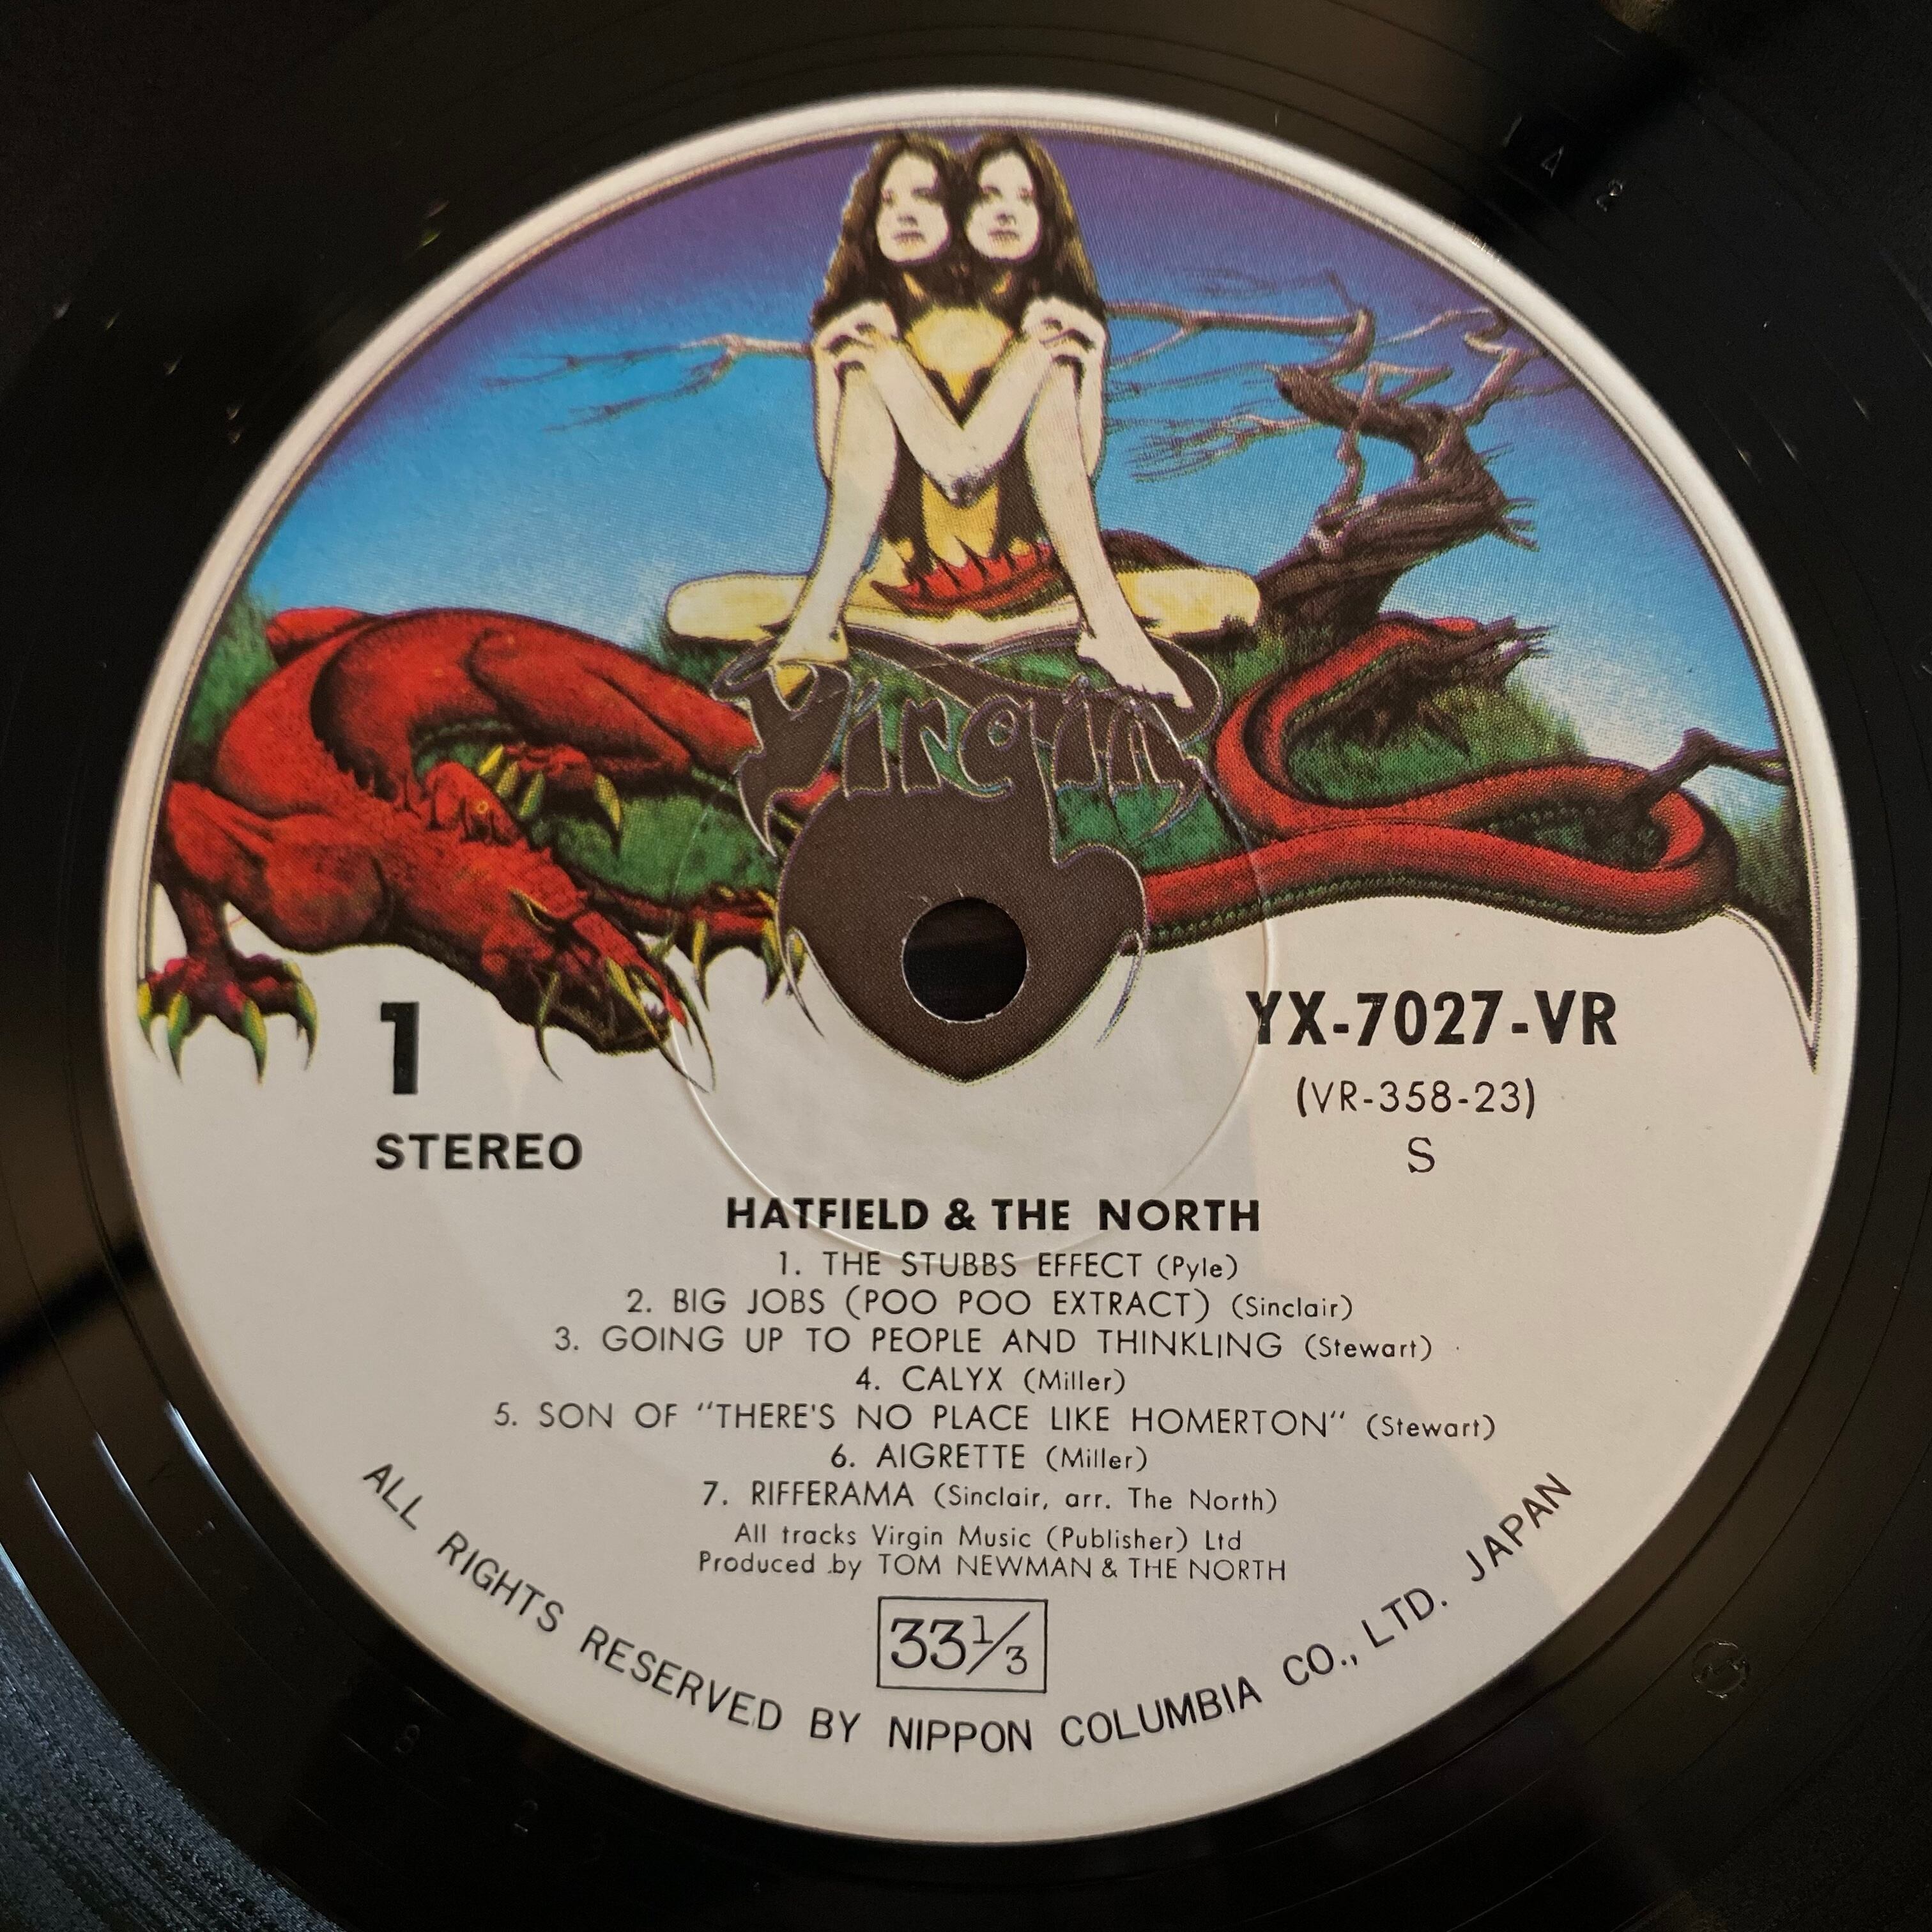 Virgin
1
STEREO
YX-7027-VR
(VR-358-23)
S
HATFIELD & THE NORTH
1. THE STUBBS EFFECT (Pyle)
2. BIG JOBS (POO POO EXTRACT) (Sinclair)
3. GOING UP TO PEOPLE AND THINKLING (Stewart)
4. CALYX (Miller)
5. SON OF "THERE'S NO PLACE LIKE HOMERTON" (Stewart)
6. AIGRETTE (Miller)
7. RIFFERAMA (Sinclair, arr. The North)
All tracks Virgin Music (Publisher) Ltd
Produced by TOM NEWMAN & THE NORTH
33 1/3
ALL RIGHTS RESERVED BY NIPPON COLUMBIA CO., LTD. JAPAN